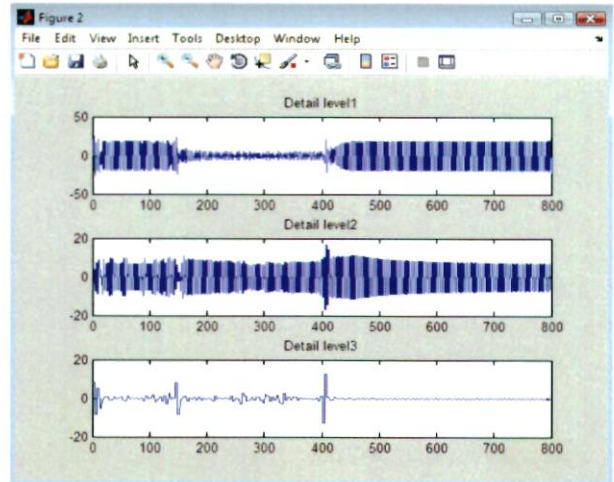 Figure 2
File Edit View Insert Tools Desktop Window Help
Detail level1
50
0
-50
0 100 200 300 400 500 600 700 800
Detail level2
20
0
-20
0 100 200 300 400 500 600 700 800
Detail level3
20
0
-20
0 100 200 300 400 500 600 700 800